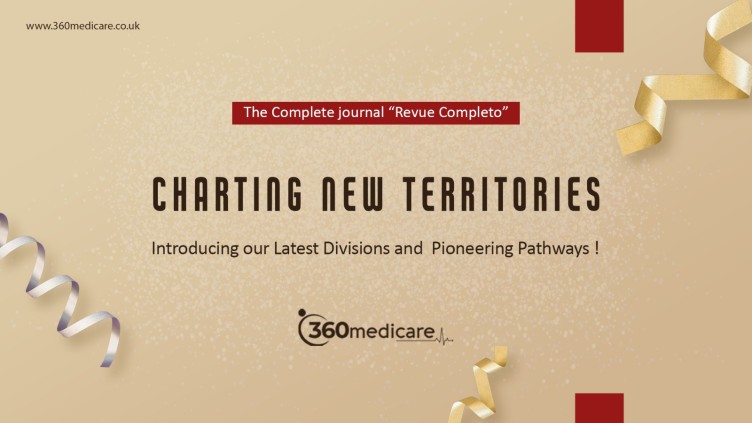 www.360medicare.co.uk
The Complete journal “Revue Completo”
CHARTING NEW TERRITORIES
Introducing our Latest Divisions and Pioneering Pathways !
360medicare